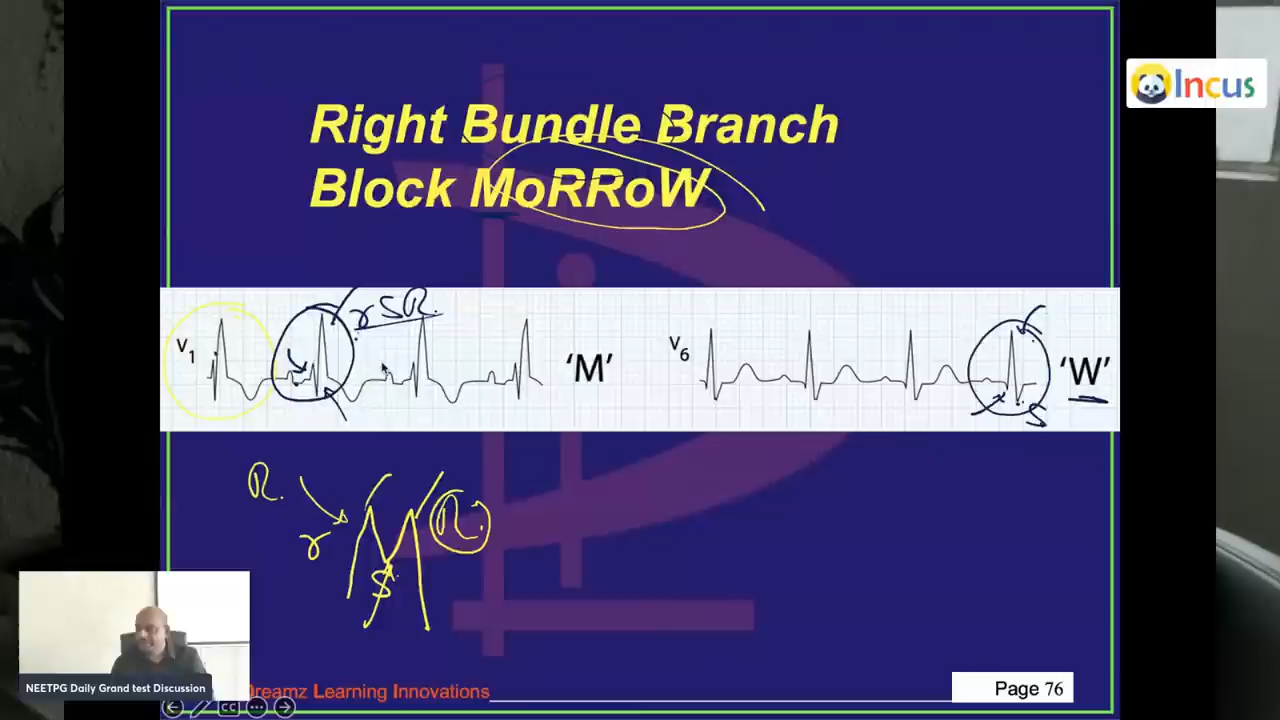 Incus
Right Bundle Branch
Block MoRRoW
rSR.
V1
'M'
V6
'W'
S
R.
r
R.
S
NEETPG Daily Grand test Discussion
Dreamz Learning Innovations
Page 76
CC